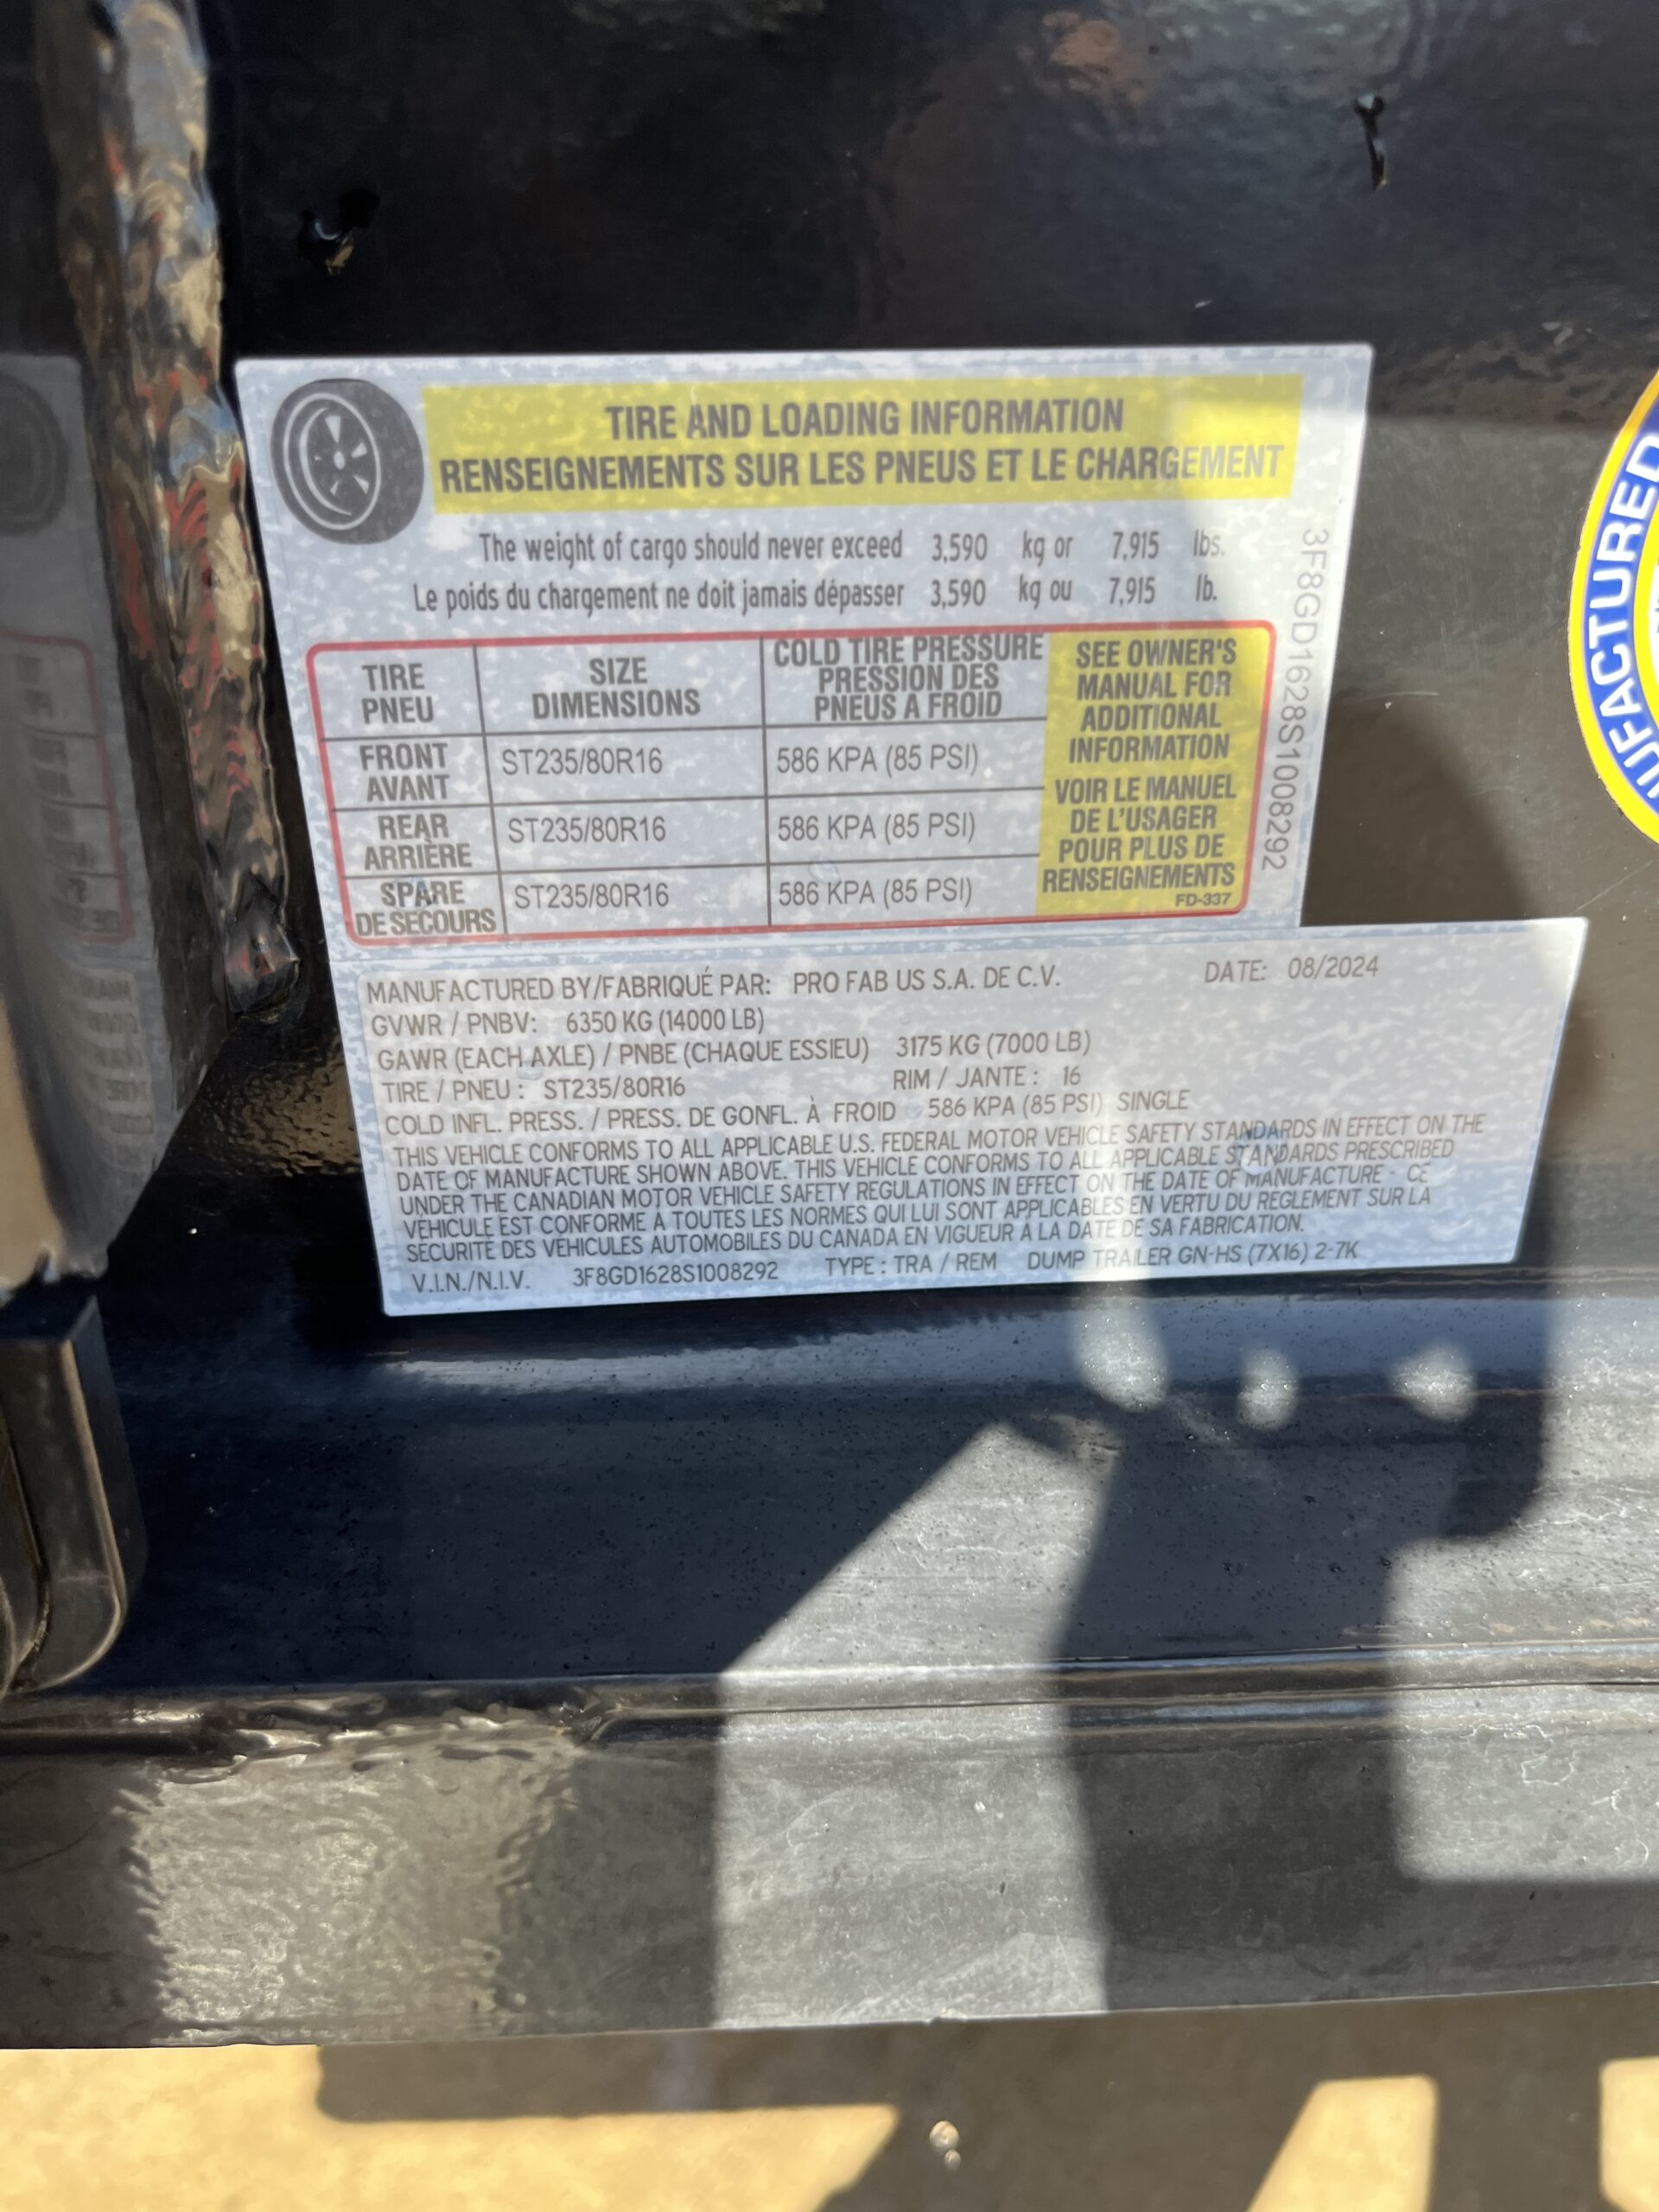 TIRE AND LOADING INFORMATION
RENSEIGNEMENTS SUR LES PNEUS ET LE CHARGEMENT
The weight of cargo should never exceed 3,590 kg or 7,915 lbs.
Le poids du chargement ne doit jamais dépasser 3,590 kg ou 7,915 lb.
TIRE
PNEU
SIZE
DIMENSIONS
COLD TIRE PRESSURE
PRESSION DES
PNEUS A FROID
FRONT
AVANT
ST235/80R16
586 KPA (85 PSI)
REAR
ARRIÈRE
ST235/80R16
586 KPA (85 PSI)
SPARE
DE SECOURS
ST235/80R16
586 KPA (85 PSI)
SEE OWNER'S
MANUAL FOR
ADDITIONAL
INFORMATION
VOIR LE MANUEL
DE L'USAGER
POUR PLUS DE
RENSEIGNEMENTS
FD-337
3F8GD1628S1008292
MANUFACTURED BY/FABRIQUÉ PAR: PRO FAB US S.A. DE C.V. DATE: 08/2024
GVWR / PNBV: 6350 KG (14000 LB)
GAWR (EACH AXLE) / PNBE (CHAQUE ESSIEU) 3175 KG (7000 LB)
TIRE / PNEU : ST235/80R16 RIM / JANTE : 16
COLD INFL. PRESS. / PRESS. DE GONFL. À FROID 586 KPA (85 PSI) SINGLE
THIS VEHICLE CONFORMS TO ALL APPLICABLE U.S. FEDERAL MOTOR VEHICLE SAFETY STANDARDS IN EFFECT ON THE
DATE OF MANUFACTURE SHOWN ABOVE. THIS VEHICLE CONFORMS TO ALL APPLICABLE STANDARDS PRESCRIBED
UNDER THE CANADIAN MOTOR VEHICLE SAFETY REGULATIONS IN EFFECT ON THE DATE OF MANUFACTURE - CE
VÉHICULE EST CONFORME A TOUTES LES NORMES QUI LUI SONT APPLICABLES EN VERTU DU REGLEMENT SUR LA
SECURITÉ DES VÉHICULES AUTOMOBILES DU CANADA EN VIGUEUR A LA DATE DE SA FABRICATION.
V.I.N./N.I.V. 3F8GD1628S1008292 TYPE : TRA / REM DUMP TRAILER GN-HS (7X16) 2-7K
UFACTURED